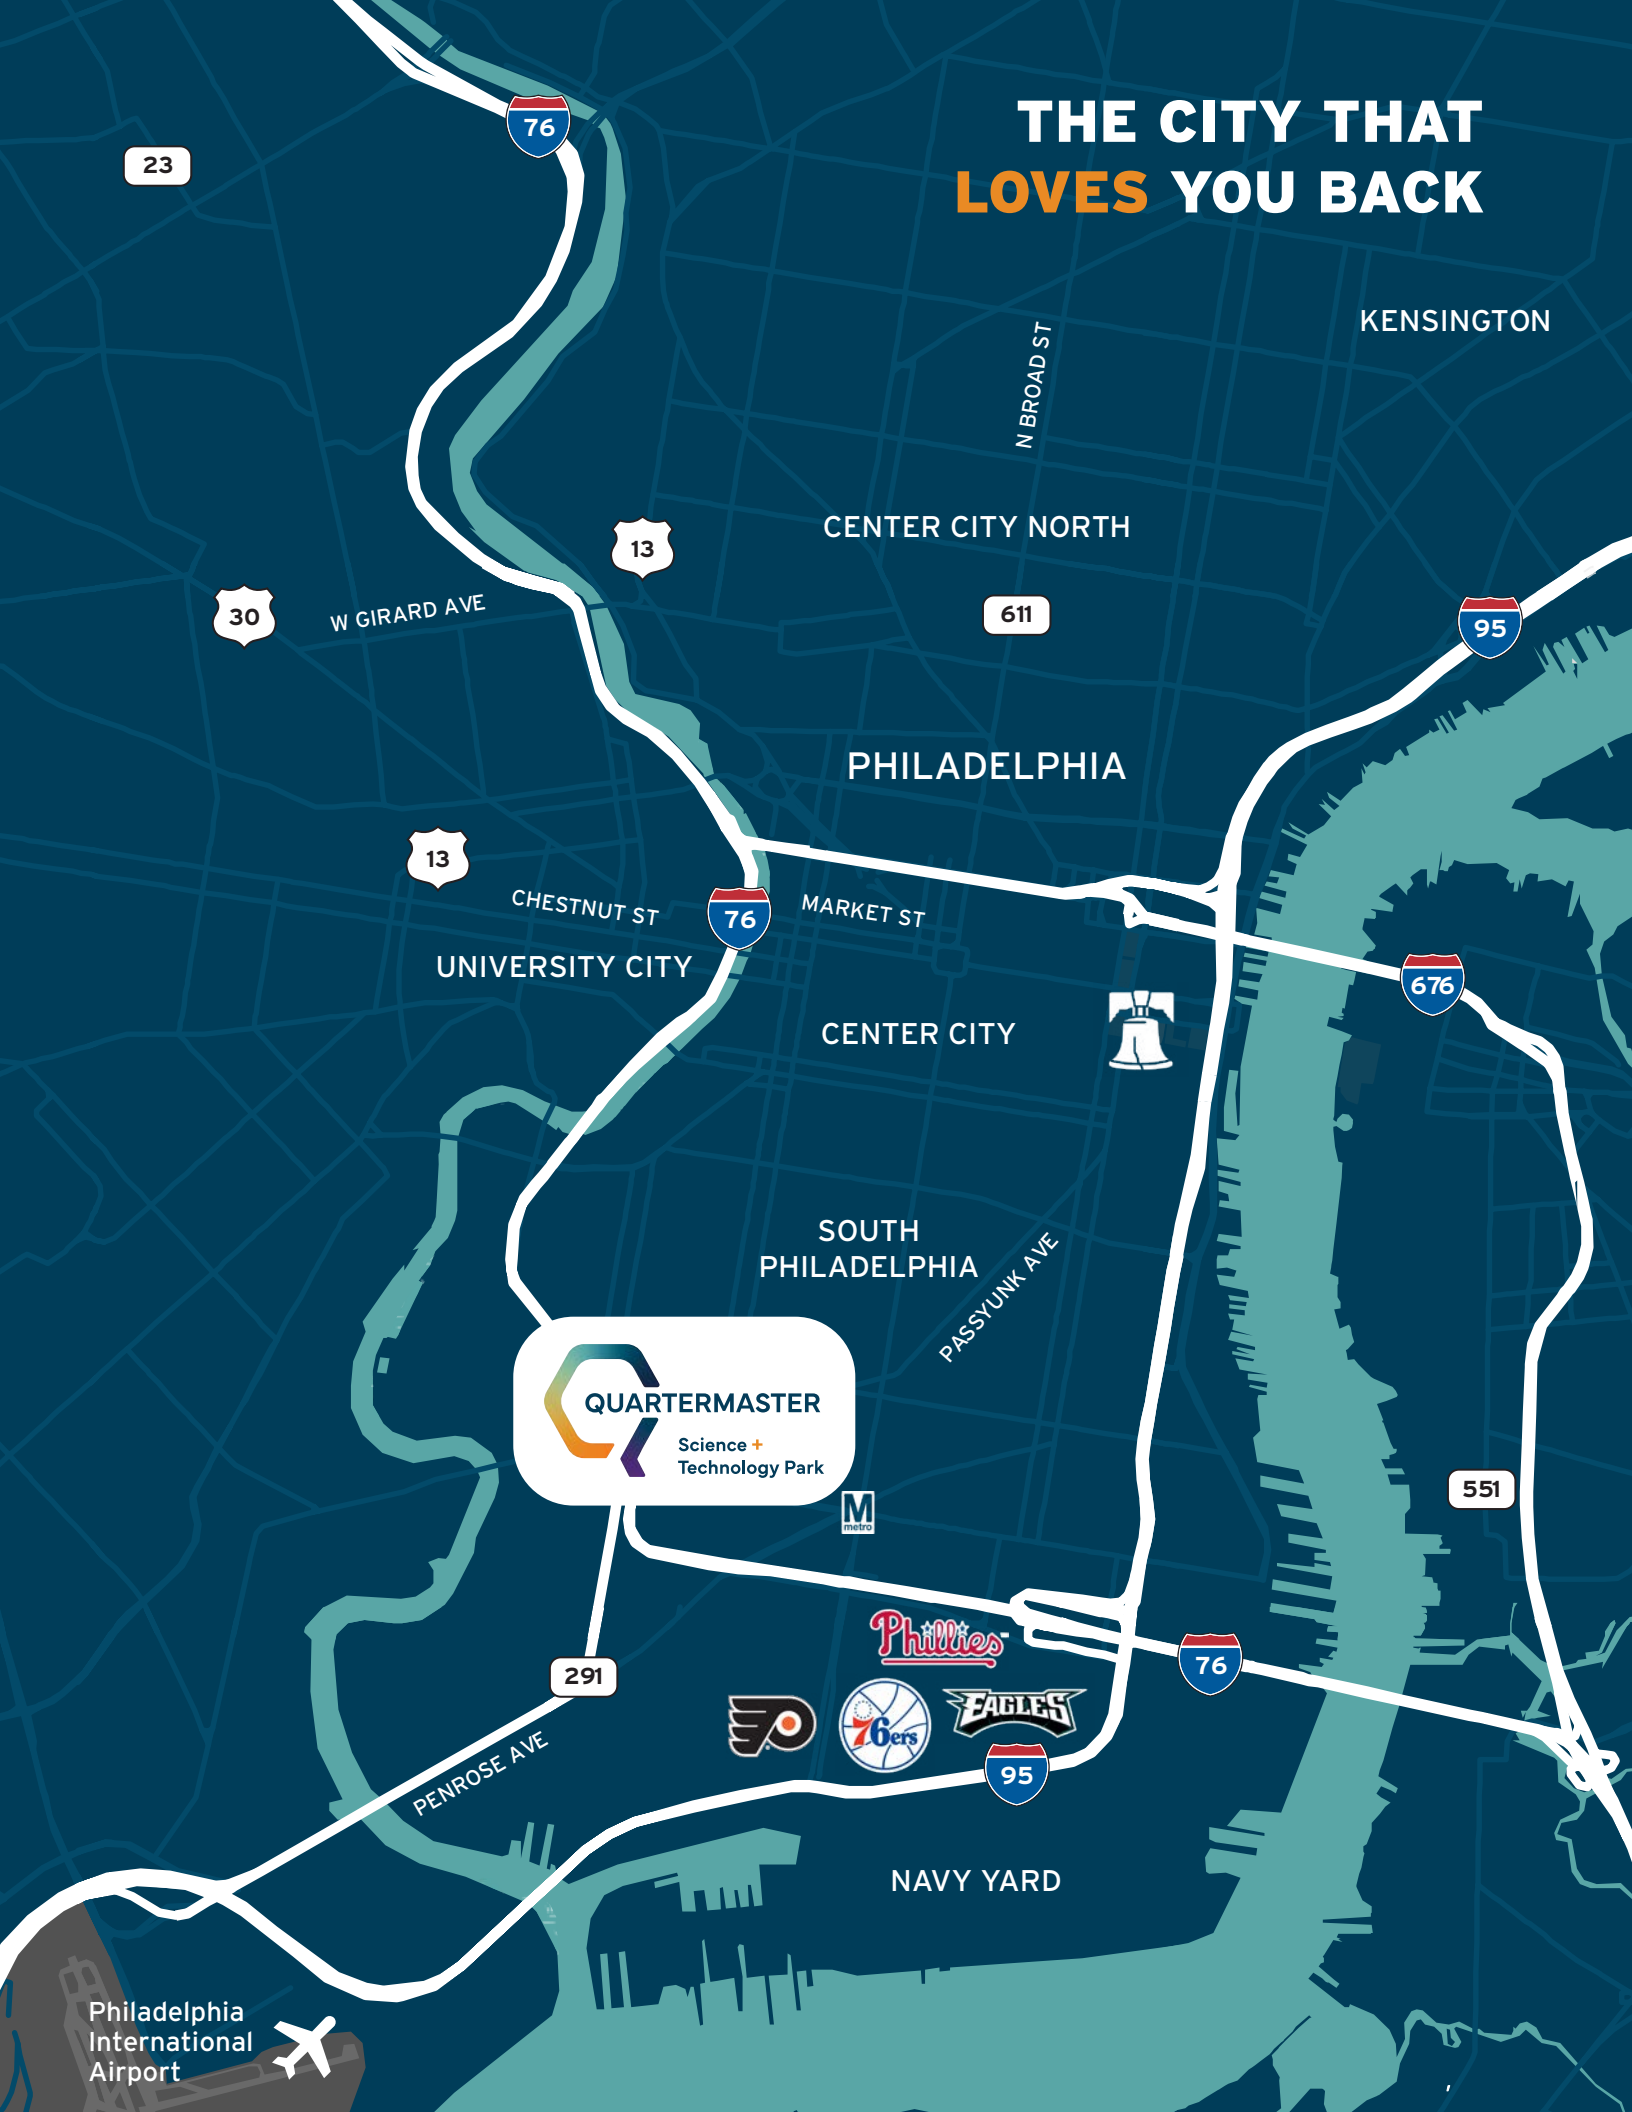 THE CITY THAT
LOVES YOU BACK
76
23
KENSINGTON
N BROAD ST
CENTER CITY NORTH
13
30
W GIRARD AVE
611
95
PHILADELPHIA
13
CHESTNUT ST
76
MARKET ST
UNIVERSITY CITY
676
CENTER CITY
SOUTH
PHILADELPHIA
PASSYUNK AVE
QUARTERMASTER
Science +
Technology Park
551
M
metro
Phillies
291
76
76ers
EAGLES
PENROSE AVE
95
NAVY YARD
Philadelphia
International
Airport
,